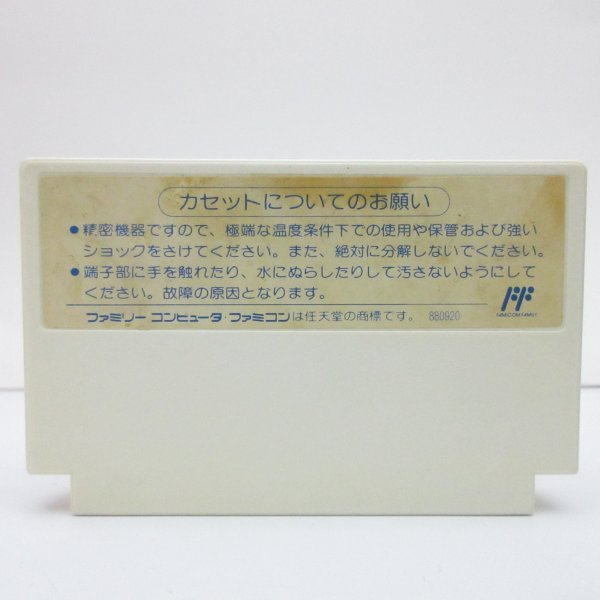 カセットについてのお願い
●精密機器ですので、極端な温度条件下での使用や保管および強い
ショックをさけてください。また、絶対に分解しないでください。
●端子部に手を触れたり、水にぬらしたりして汚さないようにして
ください。故障の原因となります。
ファミリー コンピュータ・ファミコンは任天堂の商標です。 880920